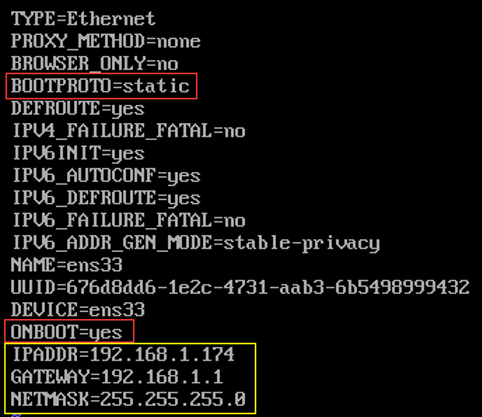 TYPE=Ethernet
PROXY_METHOD=none
BROWSER_ONLY=no
BOOTPROTO=static
DEFROUTE=yes
IPV4_FAILURE_FATAL=no
IPV6INIT=yes
IPV6_AUTOCONF=yes
IPV6_DEFROUTE=yes
IPV6_FAILURE_FATAL=no
IPV6_ADDR_GEN_MODE=stable-privacy
NAME=ens33
UUID=676d8dd6-1e2c-4731-aab3-6b5498999432
DEVICE=ens33
ONBOOT=yes
IPADDR=192.168.1.174
GATEWAY=192.168.1.1
NETMASK=255.255.255.0